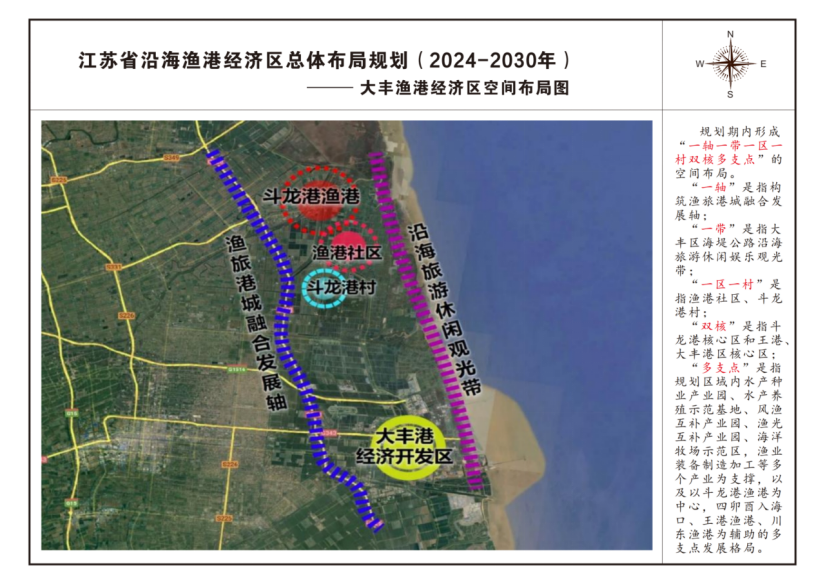 江苏省沿海渔港经济区总体布局规划（2024-2030年）
—— 大丰渔港经济区空间布局图
N
W
E
S
斗龙港渔港
渔港社区
斗龙港村
渔旅港城融合发展轴
沿海旅游休闲观光带
大丰港
经济开发区
规划期内形成
“一轴一带一区一
村双核多支点”的
空间布局。
“一轴”是指构
筑渔旅港城融合发
展轴；
“一带”是指大
丰区海堤公路沿海
旅游休闲娱乐观光
带；
“一区一村”是
指渔港社区、斗龙
港村；
“双核”是指斗
龙港核心区和王港、
大丰港区核心区；
“多支点”是指
规划区域内水产种
业产业园、水产养
殖示范基地、风渔
互补产业园、渔光
互补产业园、海洋
牧场示范区，渔业
装备制造加工等多
个产业为支撑，以
及以斗龙港渔港为
中心，四卯酉入海
口、王港渔港、川
东渔港为辅助的多
支点发展格局。